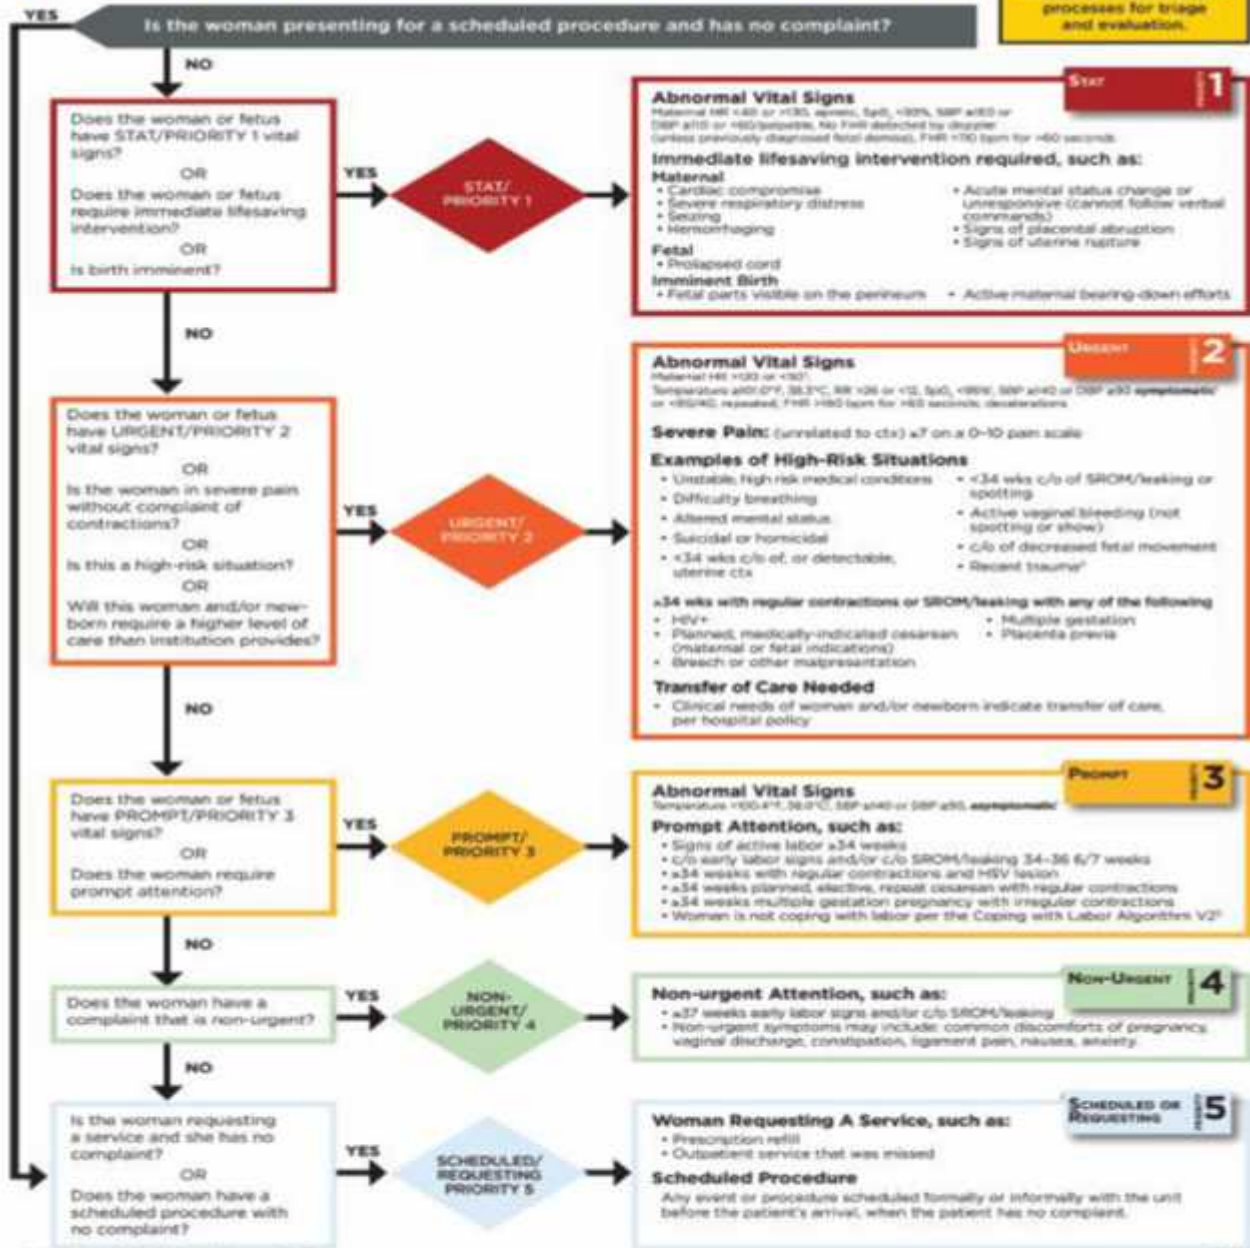 processes for triage
and evaluation.
YES
Is the woman presenting for a scheduled procedure and has no complaint?
NO
Does the woman or fetus
have STAT/PRIORITY 1 vital
signs?
OR
Does the woman or fetus
require immediate lifesaving
intervention?
OR
Is birth imminent?
YES
STAT/
PRIORITY 1
STAT
1
Abnormal Vital Signs
(unless previously diagnosed fetal demise), FHR <110 bpm for >60 seconds
Immediate lifesaving intervention required, such as:
Maternal
• Cardiac compromise
• Severe respiratory distress
• Seizing
• Hemorrhaging
• Acute mental status change or
unresponsive (cannot follow verbal
commands)
• Signs of placental abruption
• Signs of uterine rupture
Fetal
• Prolapsed cord
Imminent Birth
• Fetal parts visible on the perineum
• Active maternal bearing-down efforts
NO
Does the woman or fetus
have URGENT/PRIORITY 2
vital signs?
OR
Is the woman in severe pain
without complaint of
contractions?
OR
Is this a high-risk situation?
OR
Will this woman and/or new-
born require a higher level of
care than institution provides?
YES
URGENT/
PRIORITY 2
URGENT
2
Abnormal Vital Signs
Severe Pain: (unrelated to ctx) ≥7 on a 0-10 pain scale
Examples of High-Risk Situations
• Unstable, high risk medical conditions
• Difficulty breathing
• Altered mental status
• Suicidal or homicidal
• <34 wks c/o of, or detectable,
uterine ctx
• <34 wks c/o of SROM/leaking or
spotting
• Active vaginal bleeding (not
spotting or show)
• c/o of decreased fetal movement
• Recent trauma
≥34 wks with regular contractions or SROM/leaking with any of the following
• HIV+
• Planned, medically-indicated cesarean
(maternal or fetal indications)
• Breech or other malpresentation
• Multiple gestation
• Placenta previa
Transfer of Care Needed
• Clinical needs of woman and/or newborn indicate transfer of care,
per hospital policy
NO
Does the woman or fetus
have PROMPT/PRIORITY 3
vital signs?
OR
Does the woman require
prompt attention?
YES
PROMPT/
PRIORITY 3
PROMPT
3
Abnormal Vital Signs
Prompt Attention, such as:
• Signs of active labor ≥34 weeks
• c/o early labor signs and/or c/o SROM/leaking 34–36 6/7 weeks
• ≥34 weeks with regular contractions and HSV lesion
• ≥34 weeks planned, elective, repeat cesarean with regular contractions
• ≥34 weeks multiple gestation pregnancy with irregular contractions
• Woman is not coping with labor per the Coping with Labor Algorithm V2
NO
Does the woman have a
complaint that is non-urgent?
YES
NON-
URGENT/
PRIORITY 4
NON-URGENT
4
Non-urgent Attention, such as:
• ≥37 weeks early labor signs and/or c/o SROM/leaking
• Non-urgent symptoms may include: common discomforts of pregnancy,
vaginal discharge, constipation, ligament pain, nausea, anxiety.
NO
Is the woman requesting
a service and she has no
complaint?
OR
Does the woman have a
scheduled procedure with
no complaint?
YES
SCHEDULED/
REQUESTING
PRIORITY 5
SCHEDULED OR
REQUESTING
5
Woman Requesting A Service, such as:
• Prescription refill
• Outpatient service that was missed
Scheduled Procedure
Any event or procedure scheduled formally or informally with the unit
before the patient's arrival, when the patient has no complaint.